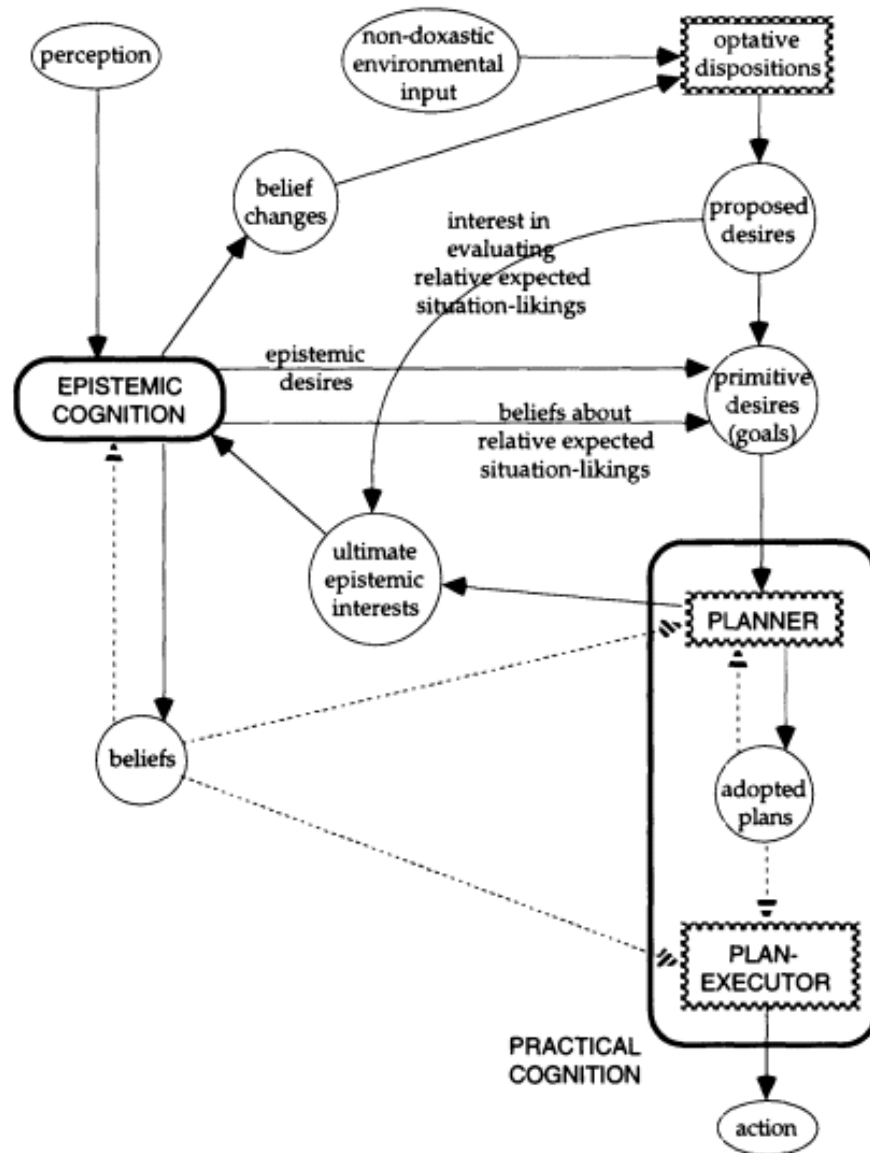 perception
non-doxastic
environmental
input
optative
dispositions
belief
changes
proposed
desires
interest in
evaluating
relative expected
situation-likings
epistemic
desires
EPISTEMIC
COGNITION
primitive
desires
(goals)
beliefs about
relative expected
situation-likings
ultimate
epistemic
interests
PLANNER
beliefs
adopted
plans
PLAN-
EXECUTOR
PRACTICAL
COGNITION
action